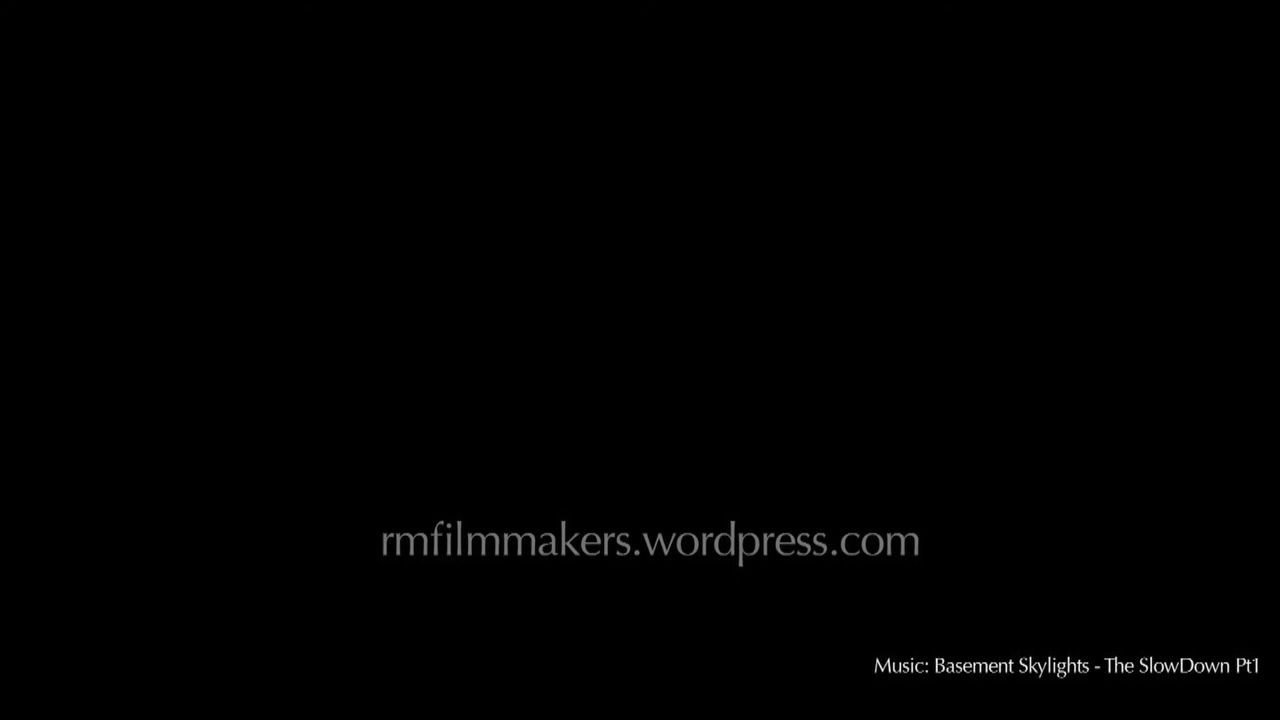 rmfilmmakers.wordpress.com
Music: Basement Skylights - The SlowDown Pt1